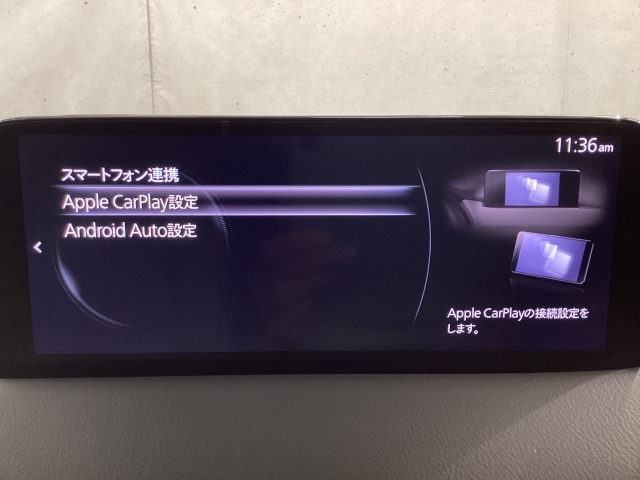 11:36am
スマートフォン連携
Apple CarPlay設定
Android Auto設定
Apple CarPlayの接続設定を
します。